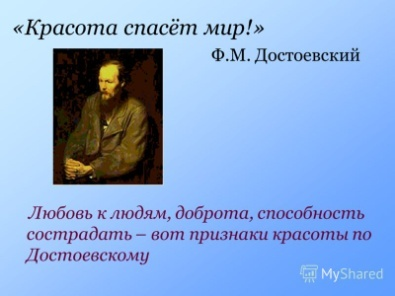 «Красота спасёт мир!»
Ф.М. Достоевский
Любовь к людям, доброта, способность
сострадать – вот признаки красоты по
Достоевскому
MyShared